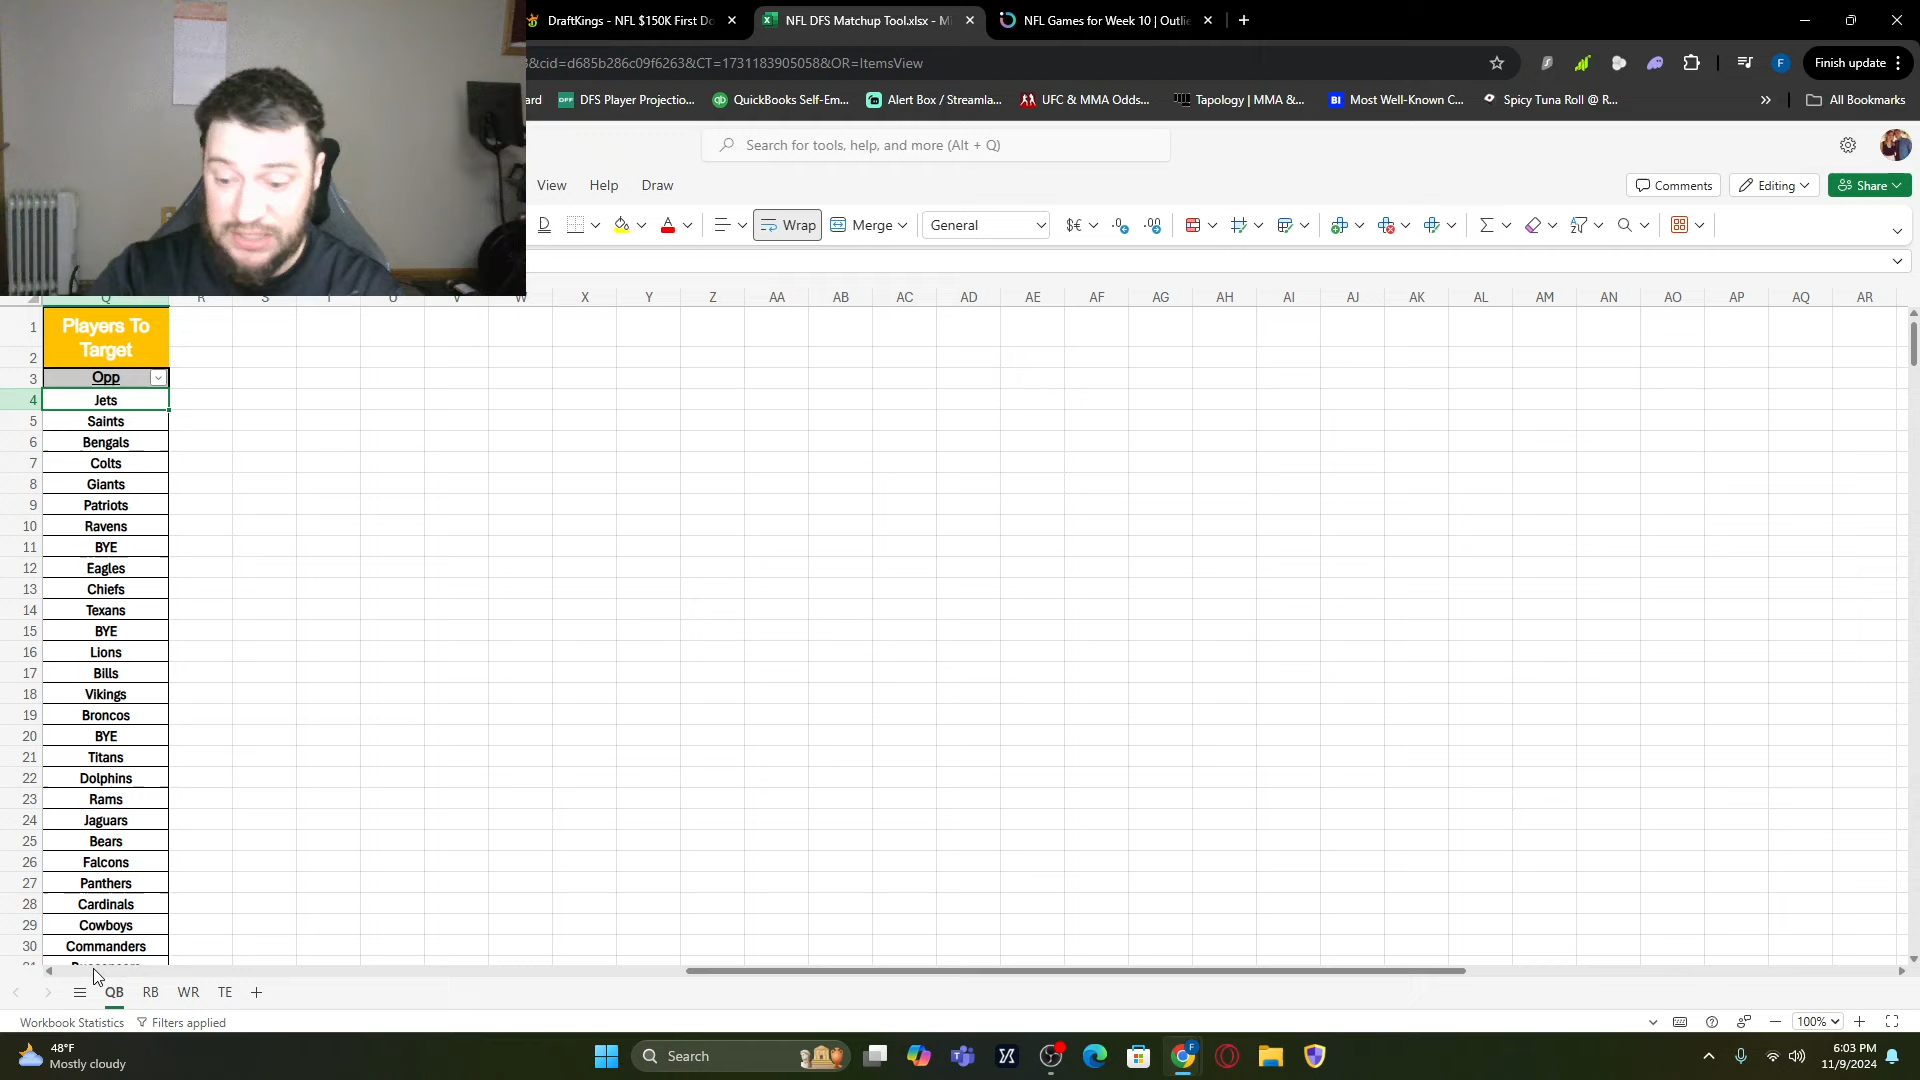 DraftKings - NFL $150K First Do
NFL DFS Matchup Tool.xlsx - Mi
NFL Games for Week 10 | Outlie
&cid=d685b286c09f6263&CT=1731183905058&OR=ItemsView
Finish update
ard
DFS Player Projectio...
QuickBooks Self-Em...
Alert Box / Streamla...
UFC & MMA Odds...
Tapology | MMA &...
BI Most Well-Known C...
Spicy Tuna Roll @ R...
All Bookmarks
Search for tools, help, and more (Alt + Q)
View Help Draw
Comments Editing Share
Wrap Merge General
Q R S T U V W X Y Z AA AB AC AD AE AF AG AH AI AJ AK AL AM AN AO AP AQ AR
1 Players To
2 Target
3 Opp
4 Jets
5 Saints
6 Bengals
7 Colts
8 Giants
9 Patriots
10 Ravens
11 BYE
12 Eagles
13 Chiefs
14 Texans
15 BYE
16 Lions
17 Bills
18 Vikings
19 Broncos
20 BYE
21 Titans
22 Dolphins
23 Rams
24 Jaguars
25 Bears
26 Falcons
27 Panthers
28 Cardinals
29 Cowboys
30 Commanders
QB RB WR TE
Workbook Statistics Filters applied
100%
48°F
Mostly cloudy
Search
6:03 PM
11/9/2024